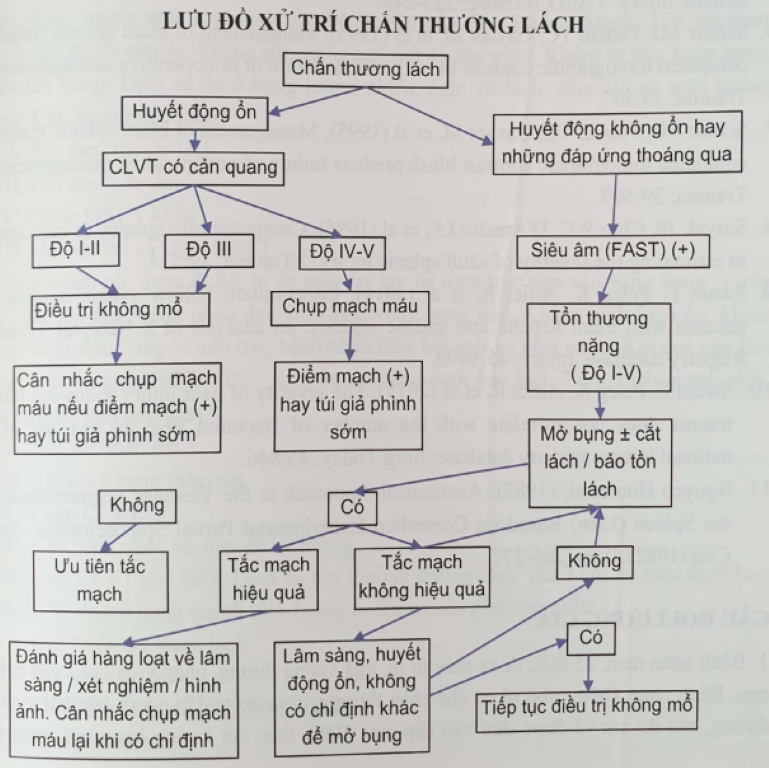 LƯU ĐỒ XỬ TRÍ CHẤN THƯƠNG LÁCH
Chấn thương lách
Huyết động ổn
Huyết động không ổn hay
những đáp ứng thoáng qua
CLVT có cản quang
Độ I-II
Độ III
Độ IV-V
Siêu âm (FAST) (+)
Điều trị không mổ
Chụp mạch máu
Tổn thương
nặng
( Độ I-V)
Cân nhắc chụp mạch
máu nếu điểm mạch (+)
hay túi giả phình sớm
Điểm mạch (+)
hay túi giả phình
sớm
Mở bụng ± cắt
lách / bảo tồn
lách
Không
Có
Ưu tiên tắc
mạch
Tắc mạch
hiệu quả
Tắc mạch
không hiệu quả
Không
Có
Đánh giá hàng loạt về lâm
sàng / xét nghiệm / hình
ảnh. Cân nhắc chụp mạch
máu lại khi có chỉ định
Lâm sàng, huyết
động ổn, không
có chỉ định khác
để mở bụng
Tiếp tục điều trị không mổ